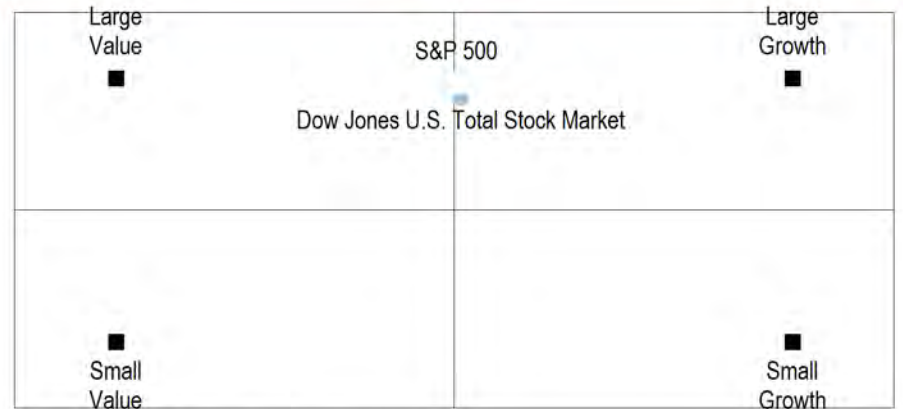 Large
Value
Large
Growth
S&P 500
Dow Jones U.S. Total Stock Market
Small
Value
Small
Growth